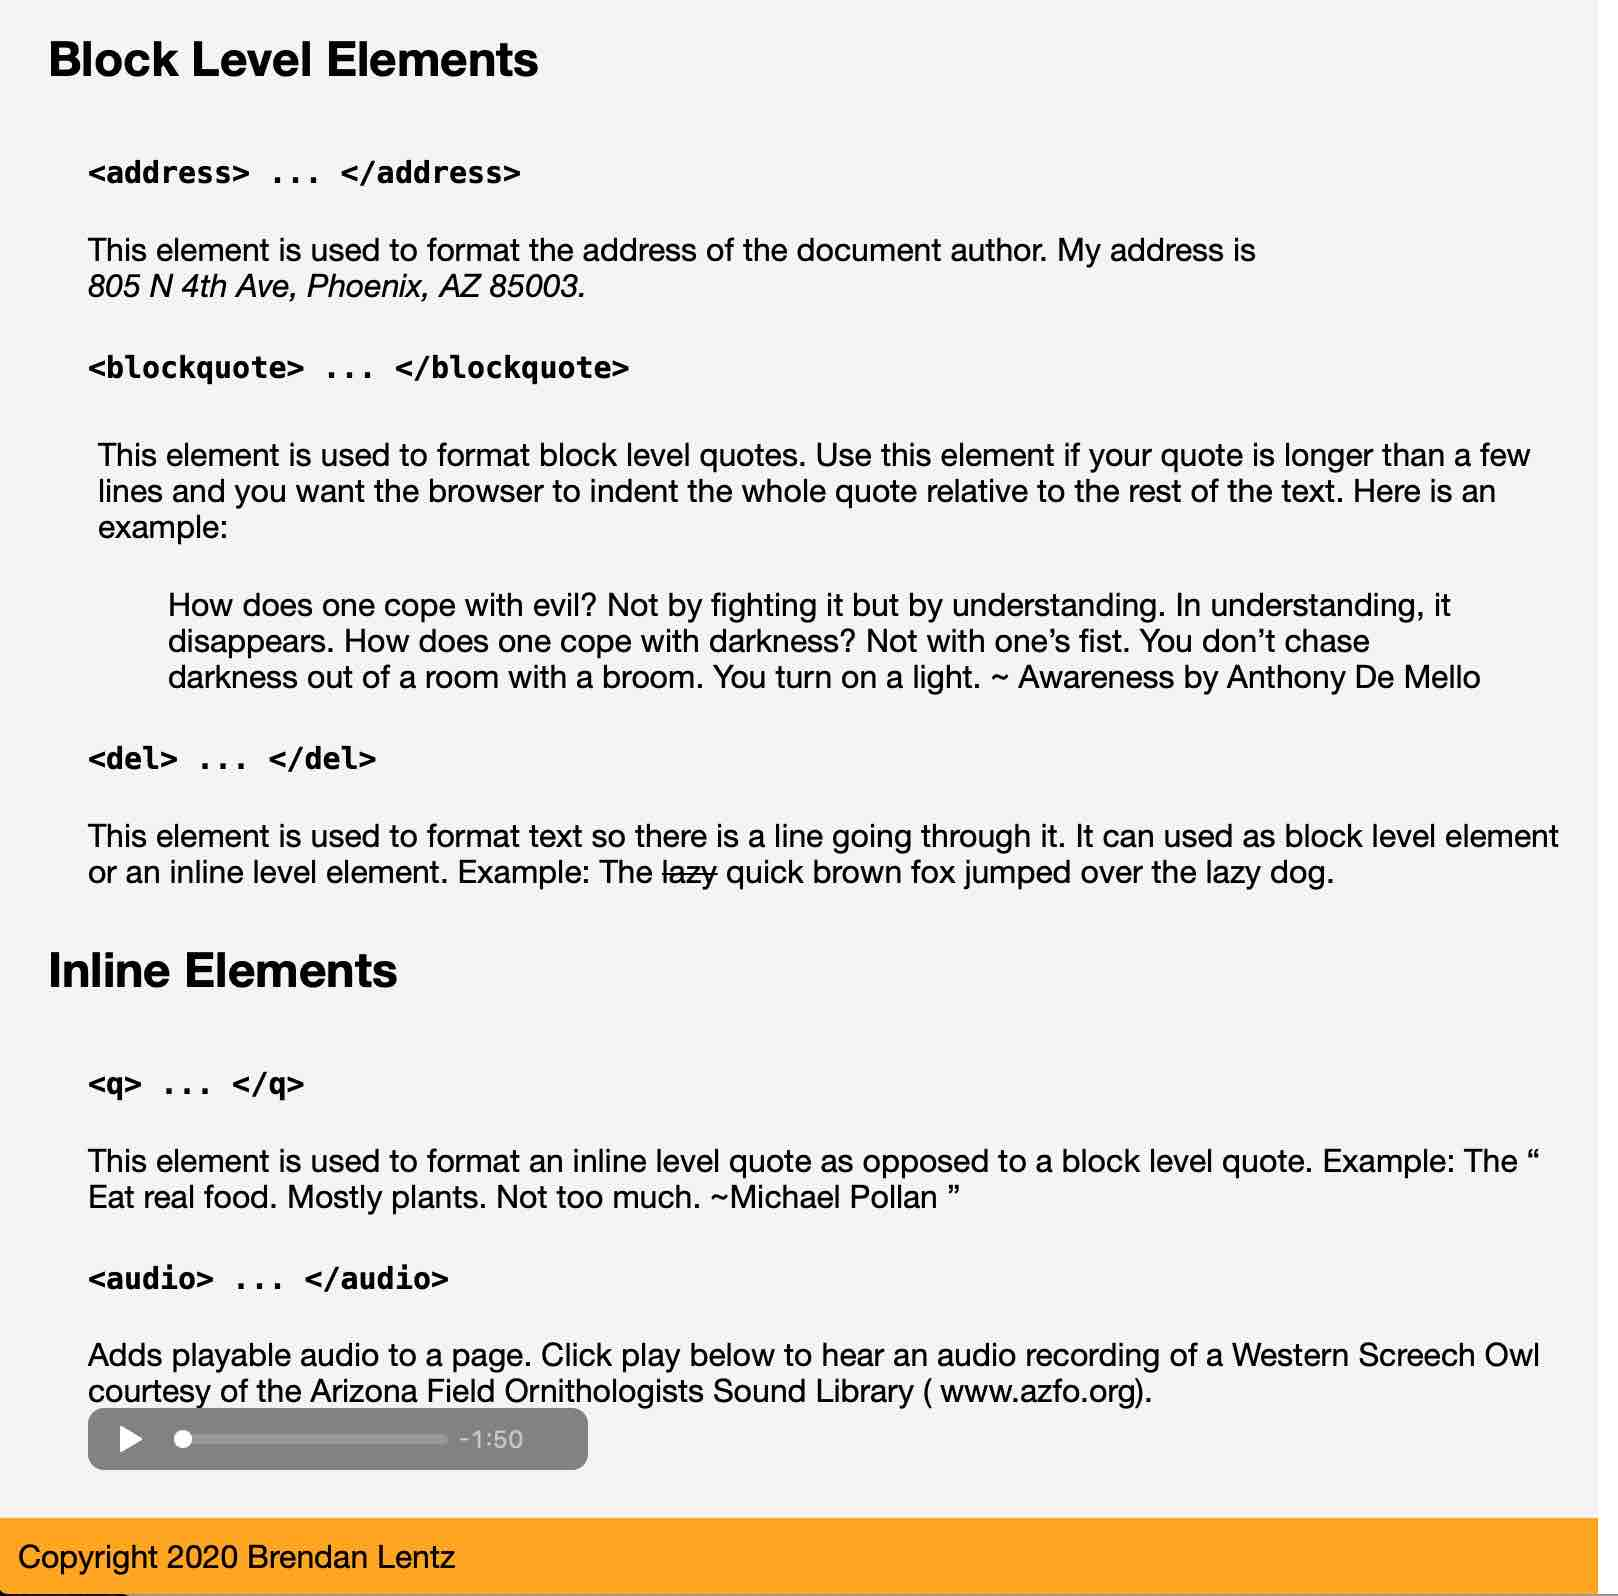 Block Level Elements
<address> ... </address>
This element is used to format the address of the document author. My address is
805 N 4th Ave, Phoenix, AZ 85003.
<blockquote> ... </blockquote>
This element is used to format block level quotes. Use this element if your quote is longer than a few
lines and you want the browser to indent the whole quote relative to the rest of the text. Here is an
example:
How does one cope with evil? Not by fighting it but by understanding. In understanding, it
disappears. How does one cope with darkness? Not with one’s fist. You don’t chase
darkness out of a room with a broom. You turn on a light. ~ Awareness by Anthony De Mello
<del> ... </del>
This element is used to format text so there is a line going through it. It can used as block level element
or an inline level element. Example: The lazy quick brown fox jumped over the lazy dog.
Inline Elements
<q> ... </q>
This element is used to format an inline level quote as opposed to a block level quote. Example: The “
Eat real food. Mostly plants. Not too much. ~Michael Pollan ”
<audio> ... </audio>
Adds playable audio to a page. Click play below to hear an audio recording of a Western Screech Owl
courtesy of the Arizona Field Ornithologists Sound Library ( www.azfo.org).
-1:50
Copyright 2020 Brendan Lentz